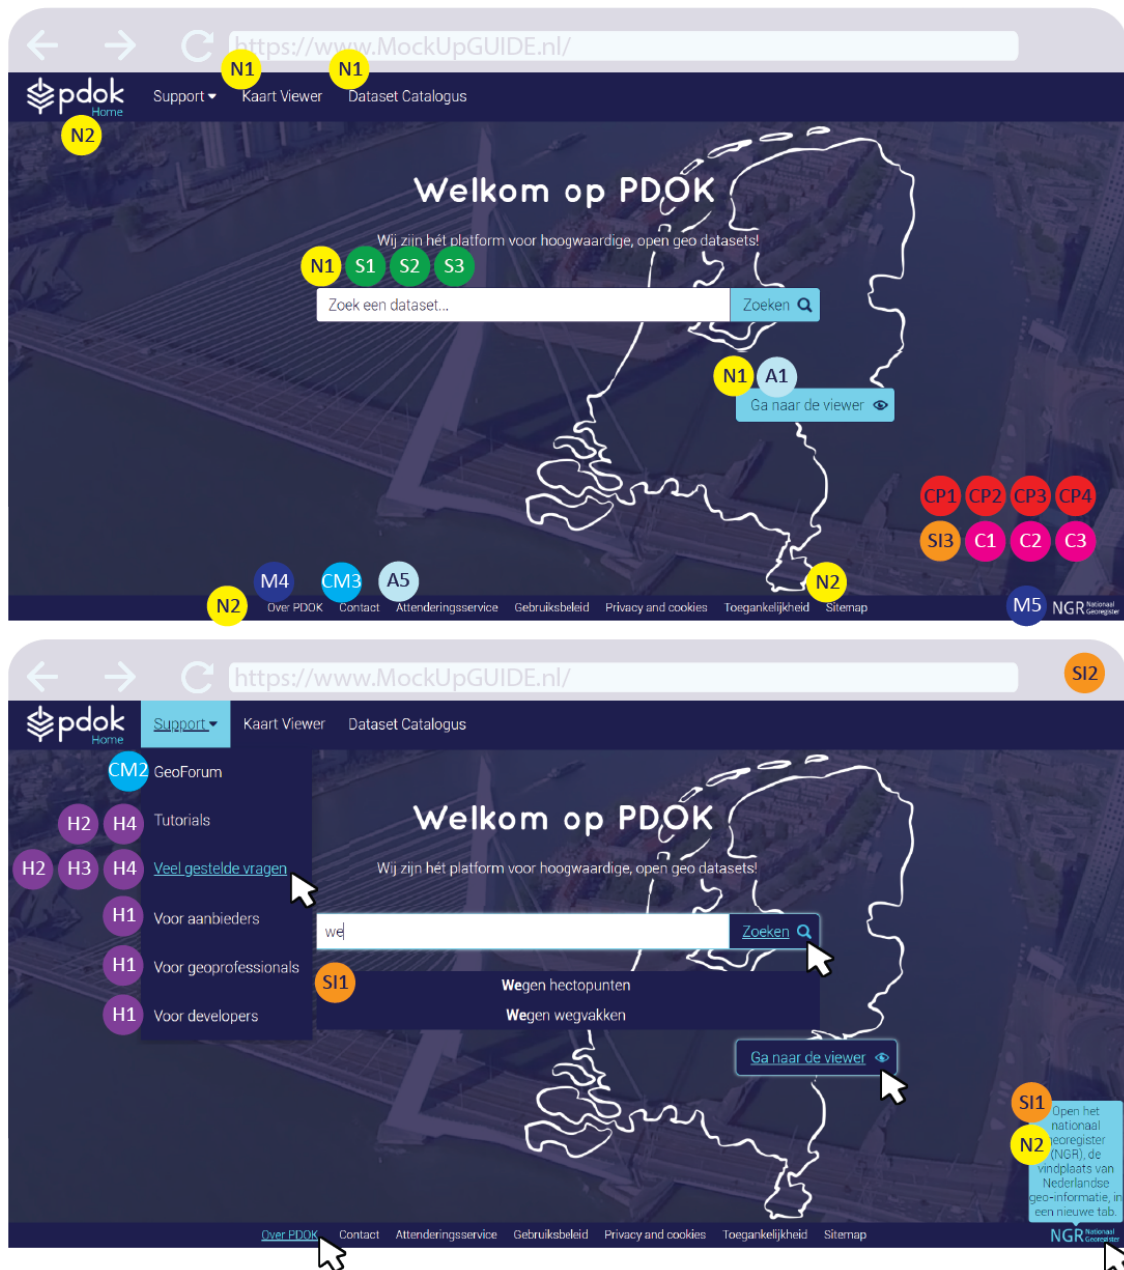 https://www.MockUpGUIDE.nl/
N1 N1
pdok Support Kaart Viewer Dataset Catalogus
Home
N2
Welkom op PDOK
Wij zijn hét platform voor hoogwaardige, open geo datasets!
N1 S1 S2 S3
Zoek een dataset... Zoeken
N1 A1
Ga naar de viewer
CP1 CP2 CP3 CP4
SI3 C1 C2 C3
M4 CM3 A5 N2
N2 Over PDOK Contact Attenderingsservice Gebruiksbeleid Privacy and cookies Toegankelijkheid Sitemap M5 NGR Nationaal Georegister
https://www.MockUpGUIDE.nl/ SI2
pdok Support Kaart Viewer Dataset Catalogus
Home
CM2 GeoForum
H2 H4 Tutorials
Welkom op PDOK
H2 H3 H4 Veel gestelde vragen
Wij zijn hét platform voor hoogwaardige, open geo datasets!
H1 Voor aanbieders
we Zoeken
H1 Voor geoprofessionals
SI1 Wegen hectopunten
H1 Voor developers
Wegen wegvakken
Ga naar de viewer
SI1
N2
Open het
nationaal
georegister
(NGR), de
vindplaats van
Nederlandse
geo-informatie, in
een nieuwe tab.
Over PDOK Contact Attenderingsservice Gebruiksbeleid Privacy and cookies Toegankelijkheid Sitemap NGR Nationaal Georegister